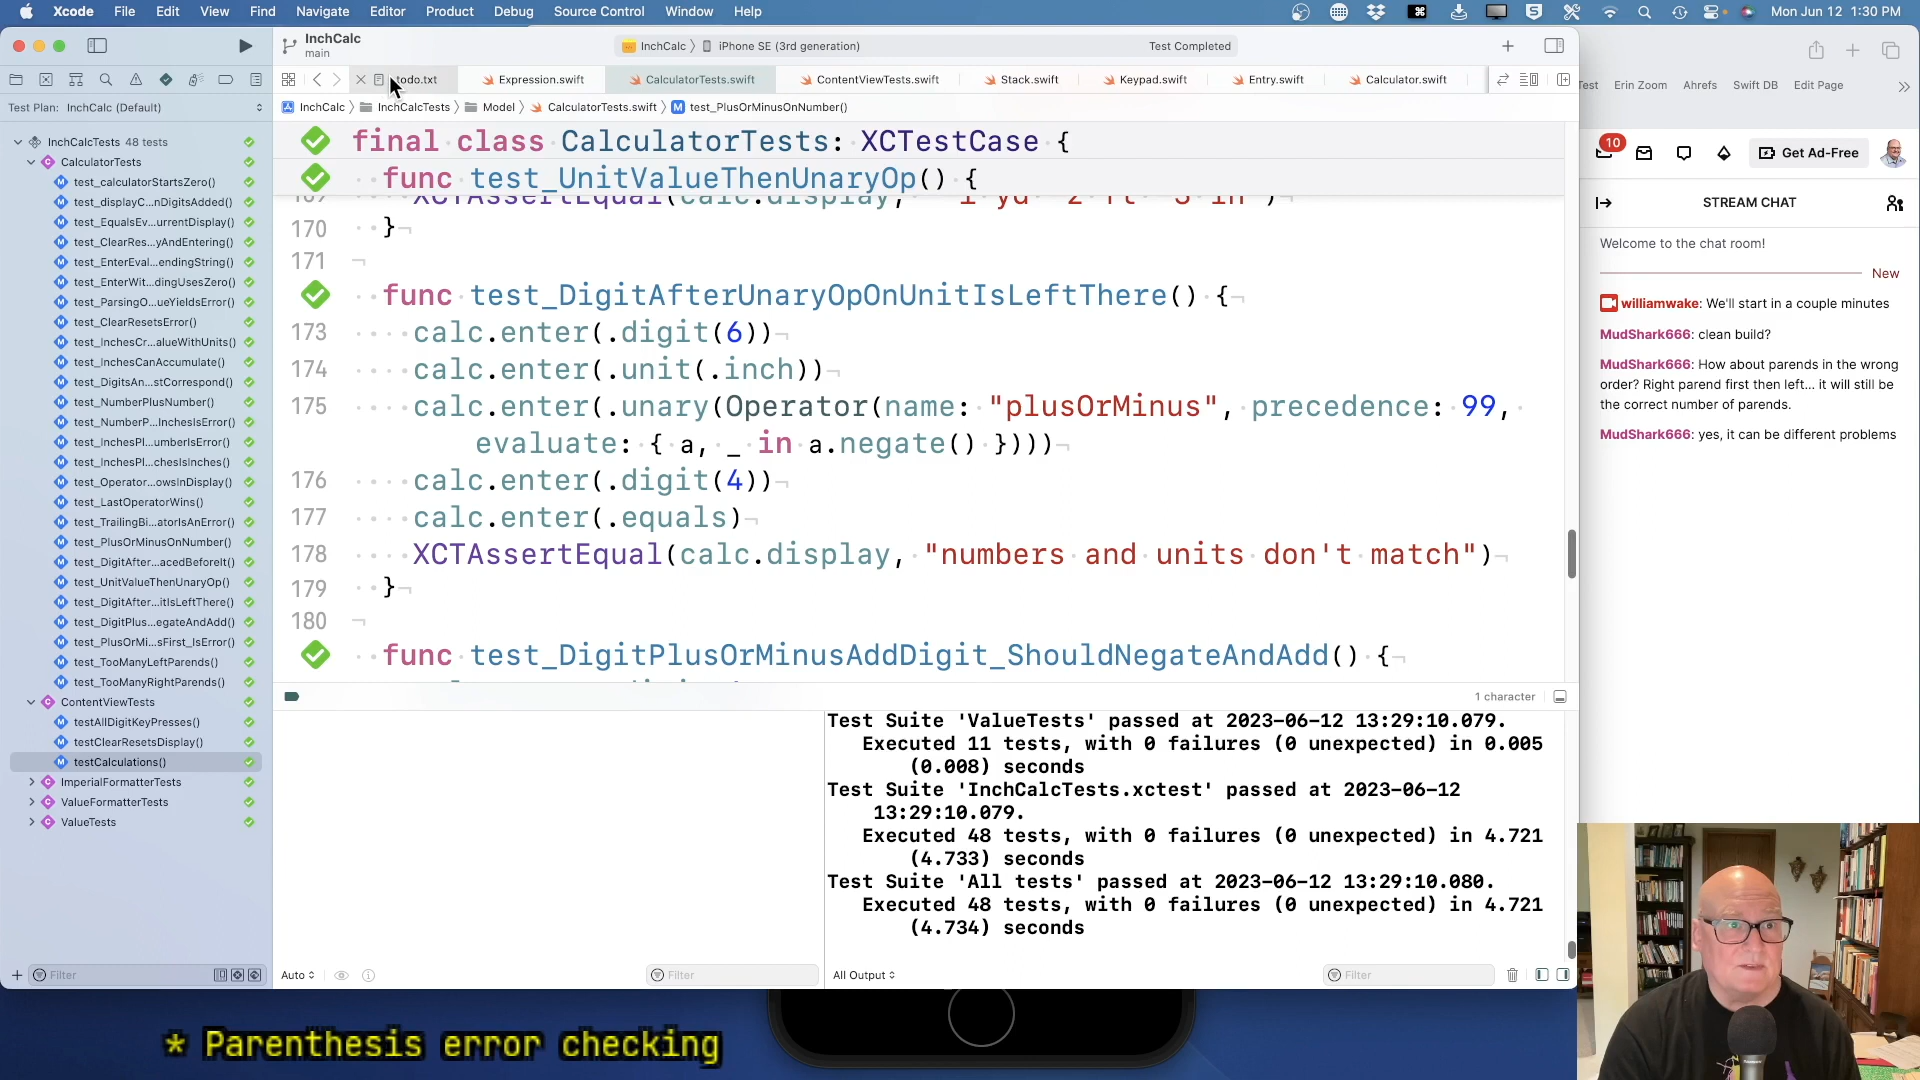 Xcode File Edit View Find Navigate Editor Product Debug Source Control Window Help
Mon Jun 12 1:30 PM
InchCalc
main
InchCalc 〉 iPhone SE (3rd generation)
Test Completed
todo.txt
Expression.swift
CalculatorTests.swift
ContentViewTests.swift
Stack.swift
Keypad.swift
Entry.swift
Calculator.swift
Test Plan: InchCalc (Default)
InchCalc 〉 InchCalcTests 〉 Model 〉 CalculatorTests.swift 〉 M test_PlusOrMinusOnNumber()
InchCalcTests 48 tests
CalculatorTests
test_calculatorStartsZero()
test_displayC...nDigitsAdded()
test_EqualsEv...urrentDisplay()
test_ClearRes...yAndEntering()
test_EnterEval...endingString()
test_EnterWit...dingUsesZero()
test_ParsingO...ueYieldsError()
test_ClearResetsError()
test_InchesCr...alueWithUnits()
test_InchesCanAccumulate()
test_DigitsAn...stCorrespond()
test_NumberPlusNumber()
test_NumberP...InchesIsError()
test_InchesPl...umberIsError()
test_InchesPl...chesIsInches()
test_Operator...owsInDisplay()
test_LastOperatorWins()
test_TrailingBi...atorIsAnError()
test_PlusOrMinusOnNumber()
test_DigitAfter...acedBeforeIt()
test_UnitValueThenUnaryOp()
test_DigitAfter...itIsLeftThere()
test_DigitPlus...egateAndAdd()
test_PlusOrMi...sFirst_IsError()
test_TooManyLeftParends()
test_TooManyRightParends()
ContentViewTests
testAllDigitKeyPresses()
testClearResetsDisplay()
testCalculations()
ImperialFormatterTests
ValueFormatterTests
ValueTests
Filter
final class CalculatorTests: XCTestCase {
func test_UnitValueThenUnaryOp() {
169 XCTAssertEqual(calc.display, "1 yd 2 ft 3 in")
170 }
171
func test_DigitAfterUnaryOpOnUnitIsLeftThere() {
173 calc.enter(.digit(6))
174 calc.enter(.unit(.inch))
175 calc.enter(.unary(Operator(name: "plusOrMinus", precedence: 99,
evaluate: { a, _ in a.negate() })))
176 calc.enter(.digit(4))
177 calc.enter(.equals)
178 XCTAssertEqual(calc.display, "numbers and units don't match")
179 }
180
func test_DigitPlusOrMinusAddDigit_ShouldNegateAndAdd() {
1 character
Test Suite 'ValueTests' passed at 2023-06-12 13:29:10.079.
Executed 11 tests, with 0 failures (0 unexpected) in 0.005
(0.008) seconds
Test Suite 'InchCalcTests.xctest' passed at 2023-06-12
13:29:10.079.
Executed 48 tests, with 0 failures (0 unexpected) in 4.721
(4.733) seconds
Test Suite 'All tests' passed at 2023-06-12 13:29:10.080.
Executed 48 tests, with 0 failures (0 unexpected) in 4.721
(4.734) seconds
Auto
Filter
All Output
Filter
Erin Zoom Ahrefs Swift DB Edit Page
10
Get Ad-Free
STREAM CHAT
Welcome to the chat room!
New
williamwake: We'll start in a couple minutes
MudShark666: clean build?
MudShark666: How about parends in the wrong
order? Right parend first then left... it will still be
the correct number of parends.
MudShark666: yes, it can be different problems
* Parenthesis error checking